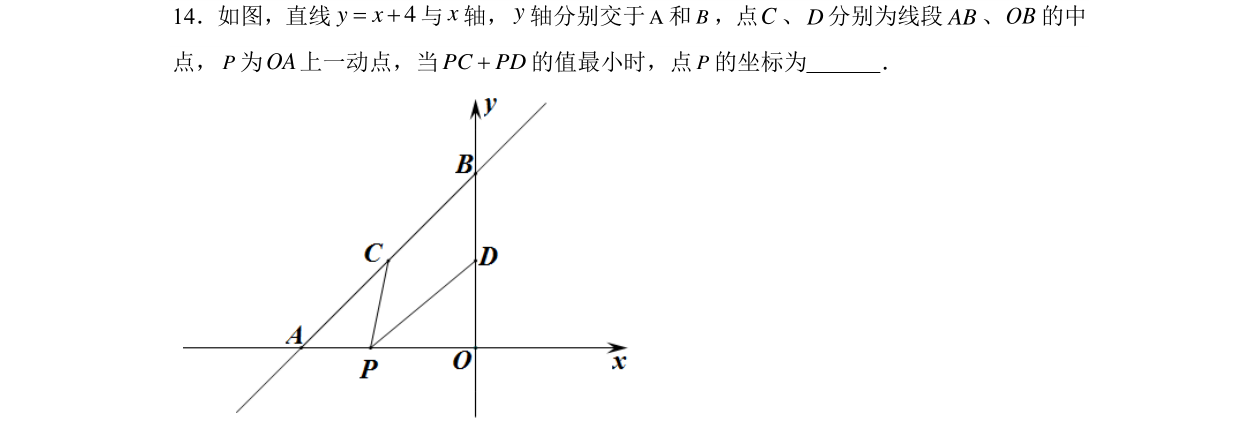 14．如图，直线 y=x+4 与 x 轴，y 轴分别交于 A 和 B，点 C、D 分别为线段 AB、OB 的中
点，P 为 OA 上一动点，当 PC+PD 的值最小时，点 P 的坐标为______．
y
B
C
D
A
P
O
x